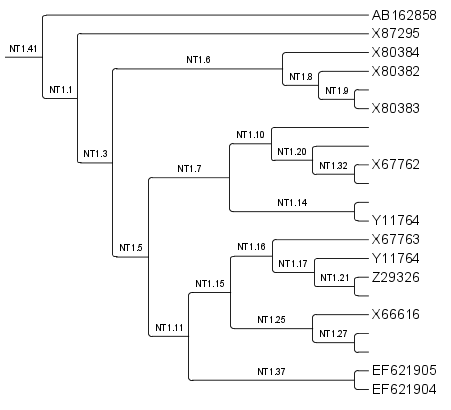 AB162858
NT1.41
X87295
X80384
NT1.6
X80382
NT1.8
NT1.1
NT1.9
X80383
NT1.10
NT1.20
NT1.3
X67762
NT1.32
NT1.7
NT1.14
Y11764
X67763
NT1.16
NT1.5
Y11764
NT1.17
Z29326
NT1.21
NT1.15
X66616
NT1.25
NT1.11
NT1.27
EF621905
NT1.37
EF621904